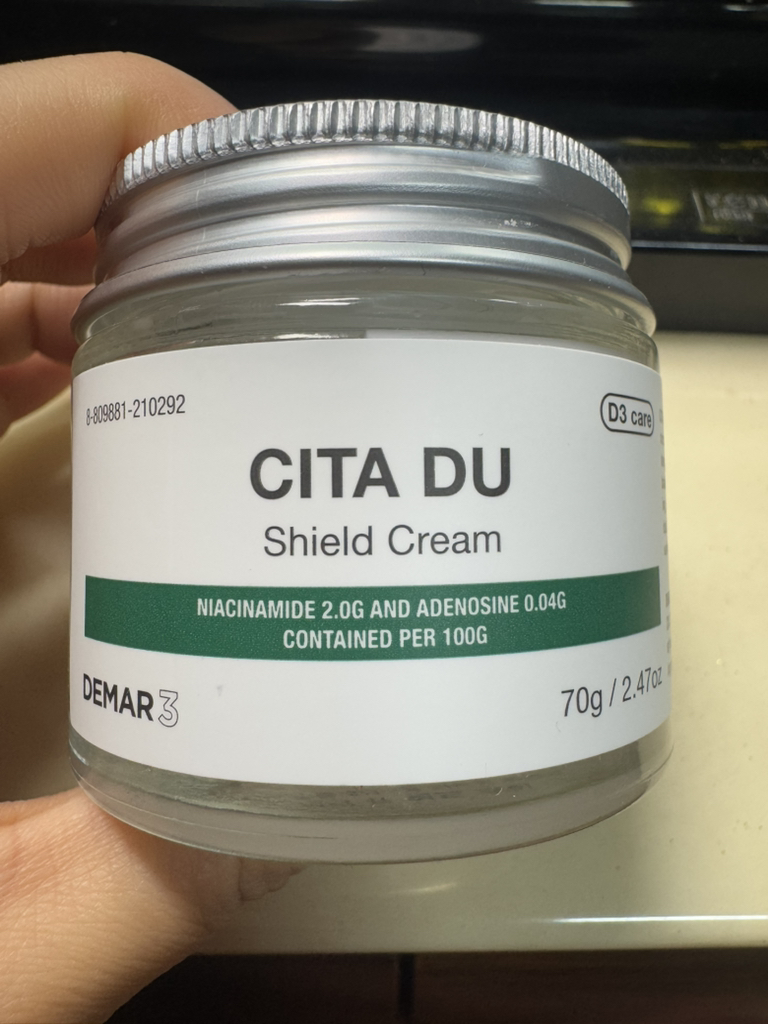 8-809881-210292
D3 care
CITA DU
Shield Cream
NIACINAMIDE 2.0G AND ADENOSINE 0.04G
CONTAINED PER 100G
DEMAR3
70g / 2.47oz